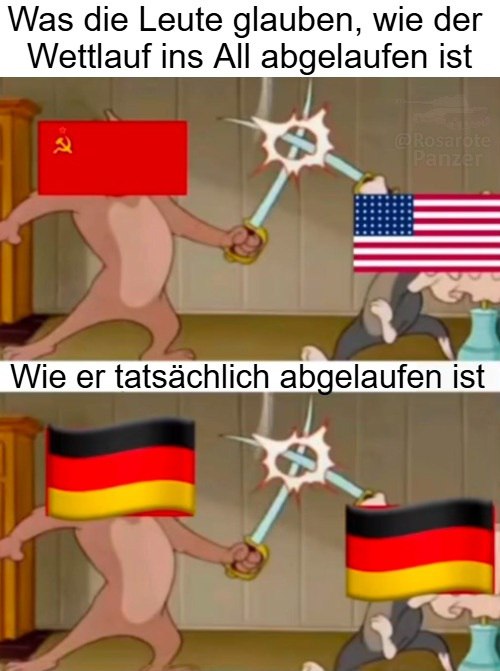 Was die Leute glauben, wie der
Wettlauf ins All abgelaufen ist
@Rosarote
Panzer
Wie er tatsächlich abgelaufen ist